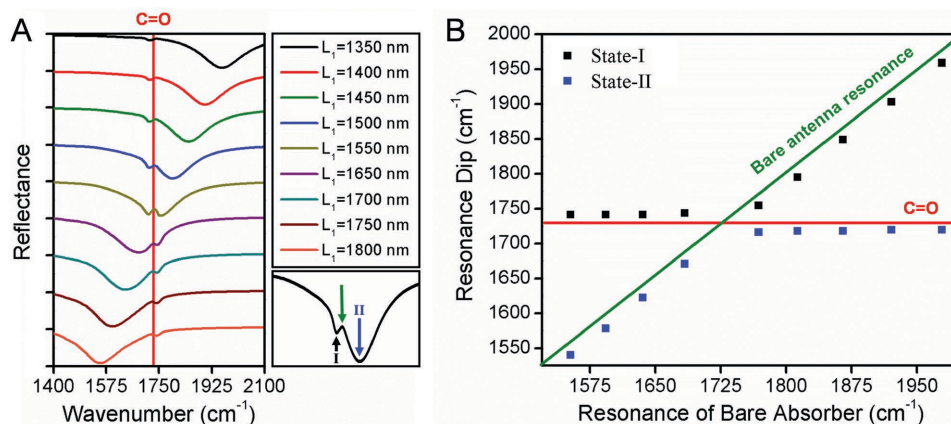 A
C=O
Reflectance
1400 1575 1750 1925 2100
Wavenumber (cm⁻¹)
L₁=1350 nm
L₁=1400 nm
L₁=1450 nm
L₁=1500 nm
L₁=1550 nm
L₁=1650 nm
L₁=1700 nm
L₁=1750 nm
L₁=1800 nm
II
I
B
Resonance Dip (cm⁻¹)
2000
1950
1900
1850
1800
1750
1700
1650
1600
1550
State-I
State-II
Bare antenna resonance
C=O
1575 1650 1725 1800 1875 1950
Resonance of Bare Absorber (cm⁻¹)